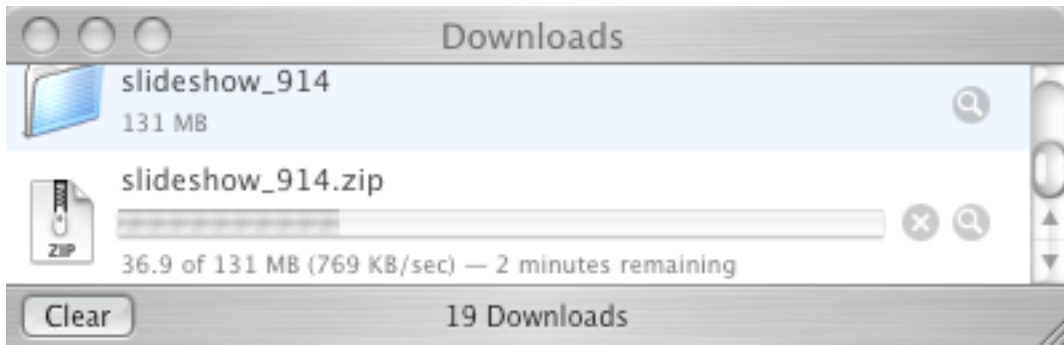 Downloads
slideshow_914
131 MB
slideshow_914.zip
ZIP
36.9 of 131 MB (769 KB/sec) — 2 minutes remaining
Clear
19 Downloads